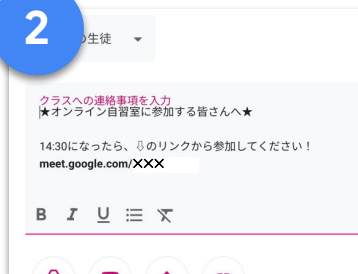 2
の生徒
クラスへの連絡事項を入力
★オンライン自習室に参加する皆さんへ★
14:30になったら、⇩のリンクから参加してください！
meet.google.com/XXX
B I U